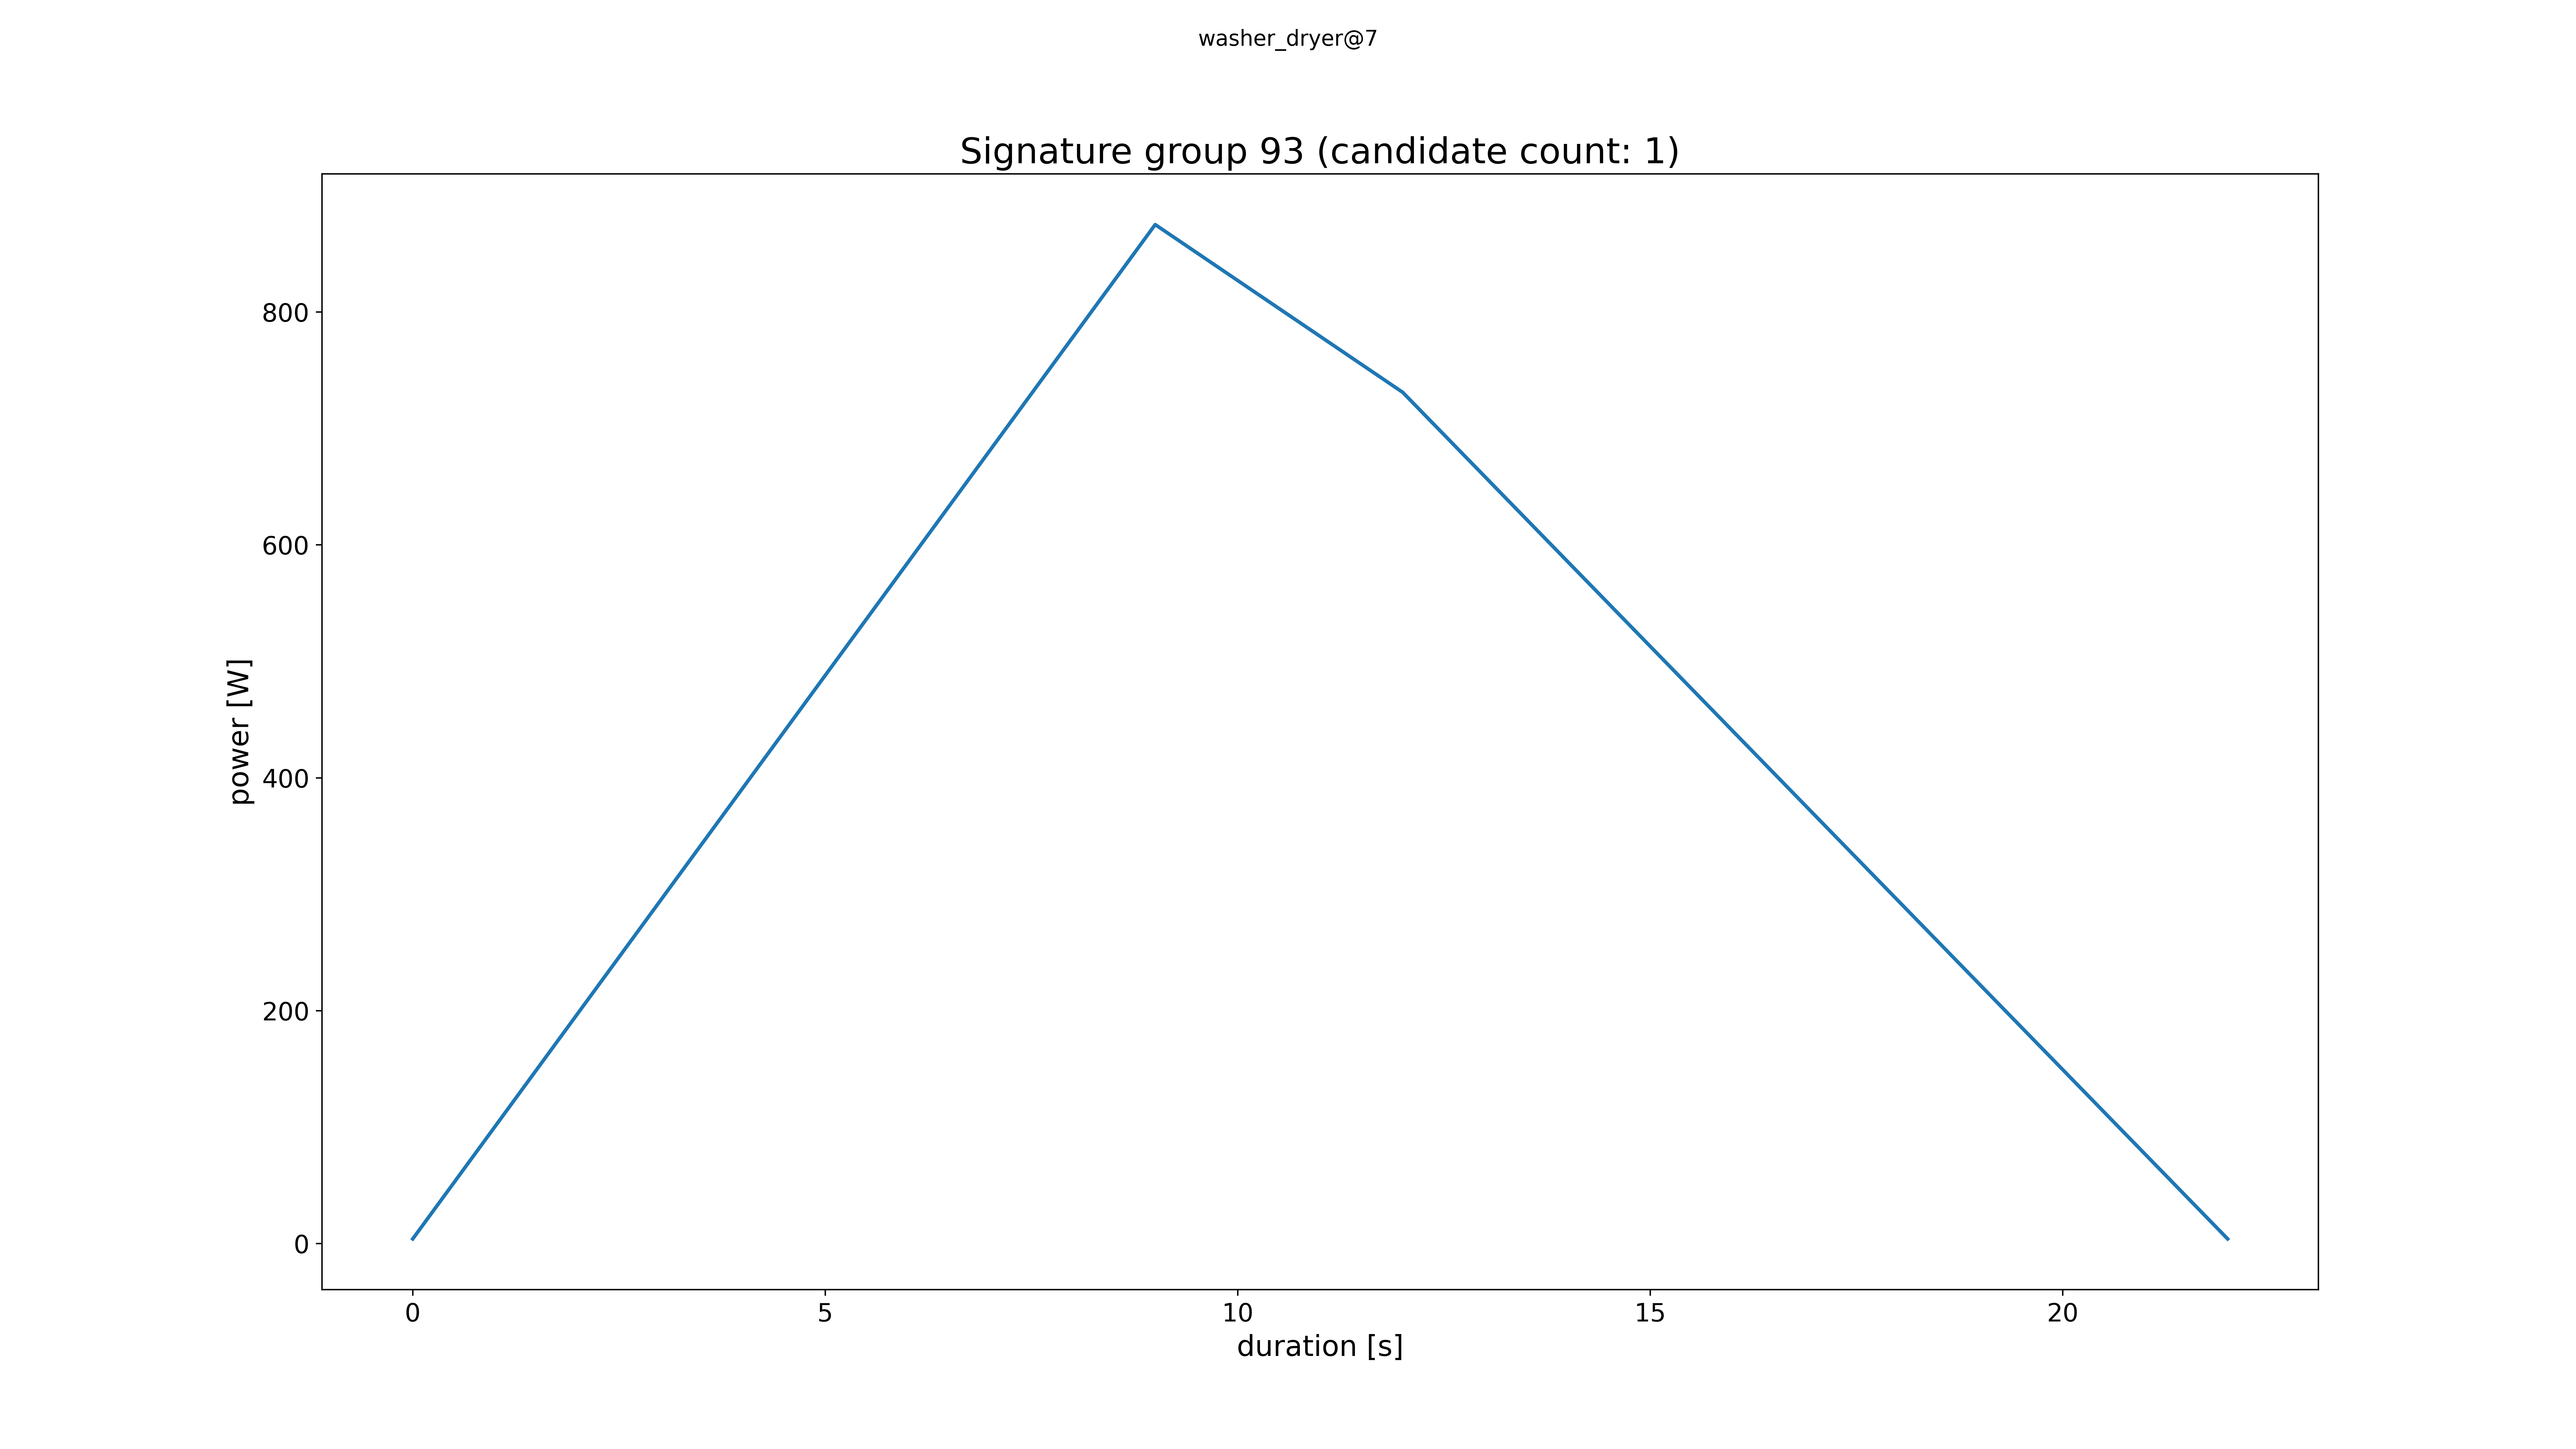 washer_dryer@7
Signature group 93 (candidate count: 1)
800
600
400
200
0
power [W]
0 5 10 15 20
duration [s]